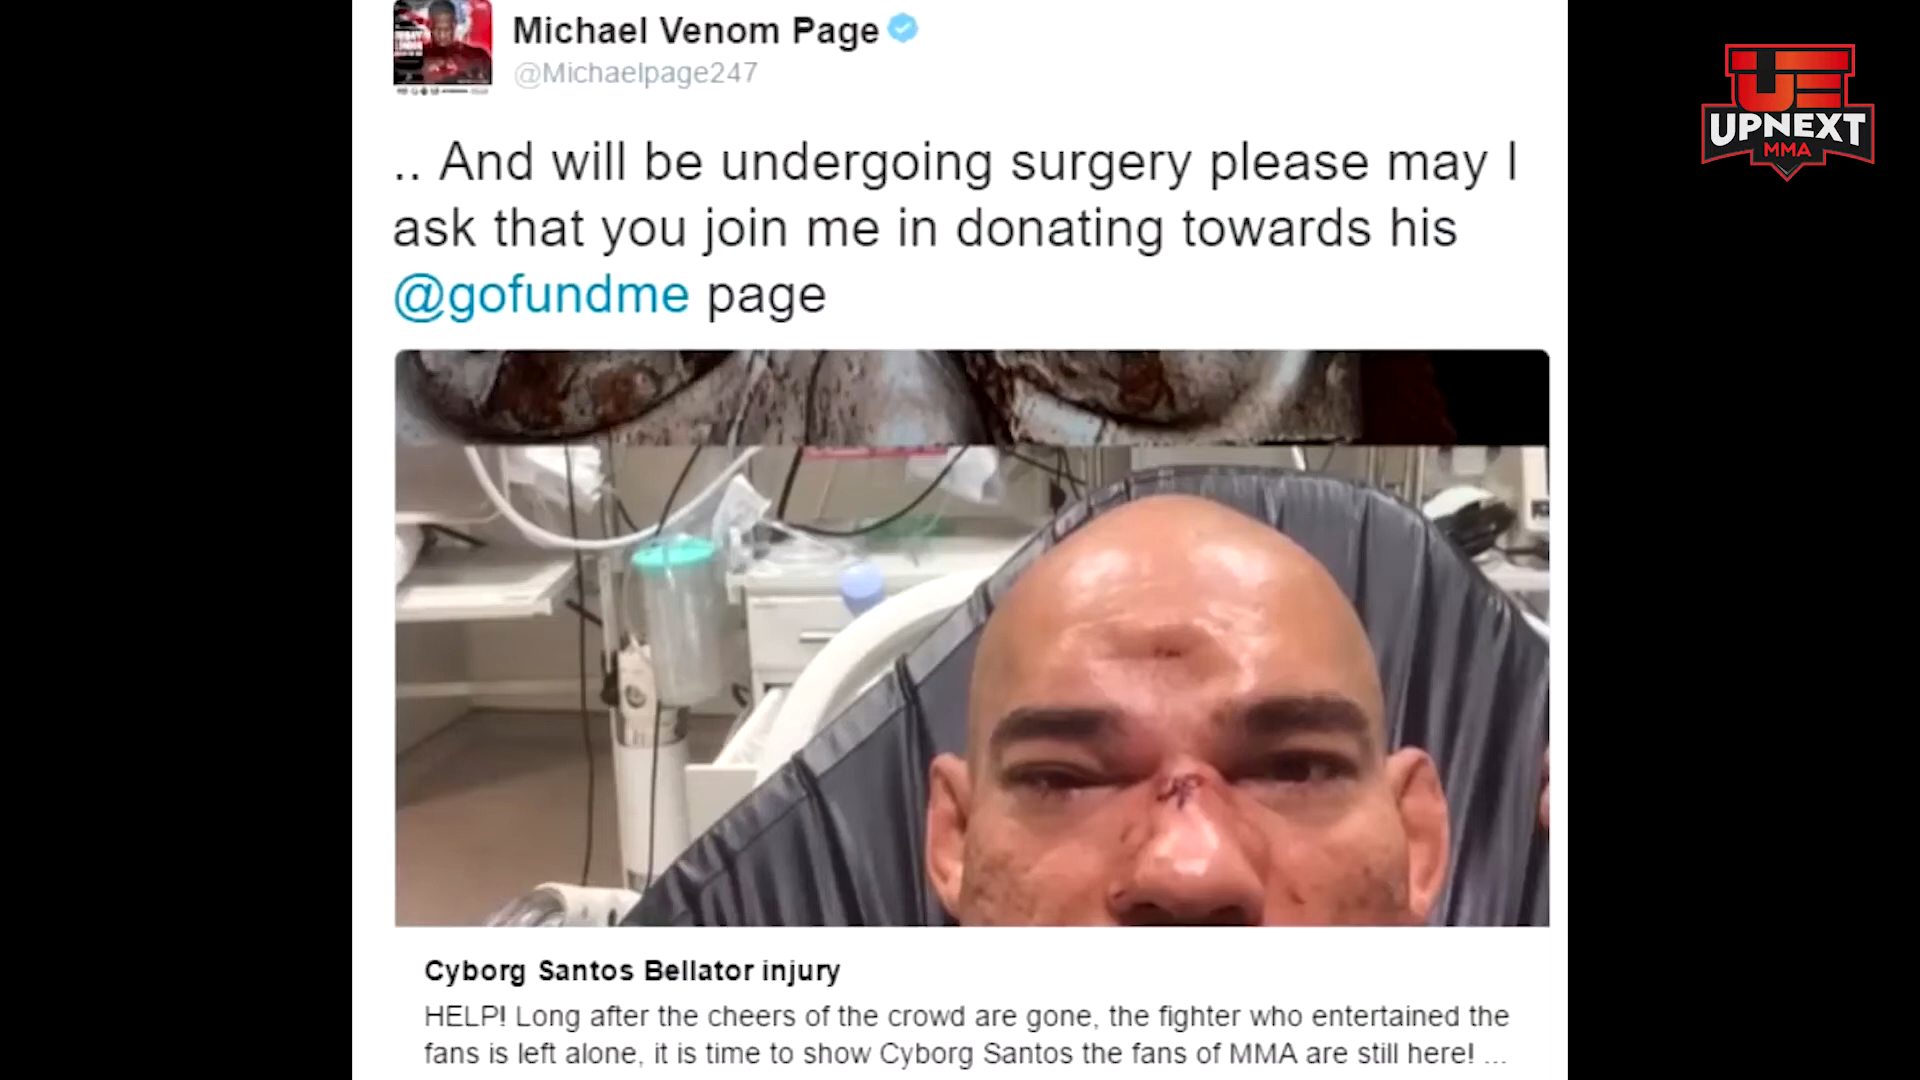 Michael Venom Page
@Michaelpage247
.. And will be undergoing surgery please may I
ask that you join me in donating towards his
@gofundme page
Cyborg Santos Bellator injury
HELP! Long after the cheers of the crowd are gone, the fighter who entertained the
fans is left alone, it is time to show Cyborg Santos the fans of MMA are still here! ...
UE
UPNEXT
MMA